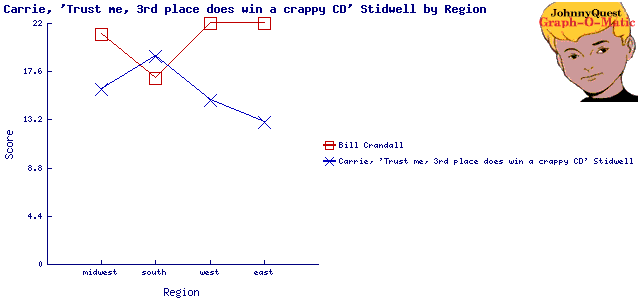 Carrie, 'Trust me, 3rd place does win a crappy CD' Stidwell by Region
JohnnyQuest
Graph-O-Matic
22
17.6
13.2
8.8
4.4
0
Score
midwest south west east
Region
Bill Crandall
Carrie, 'Trust me, 3rd place does win a crappy CD' Stidwell